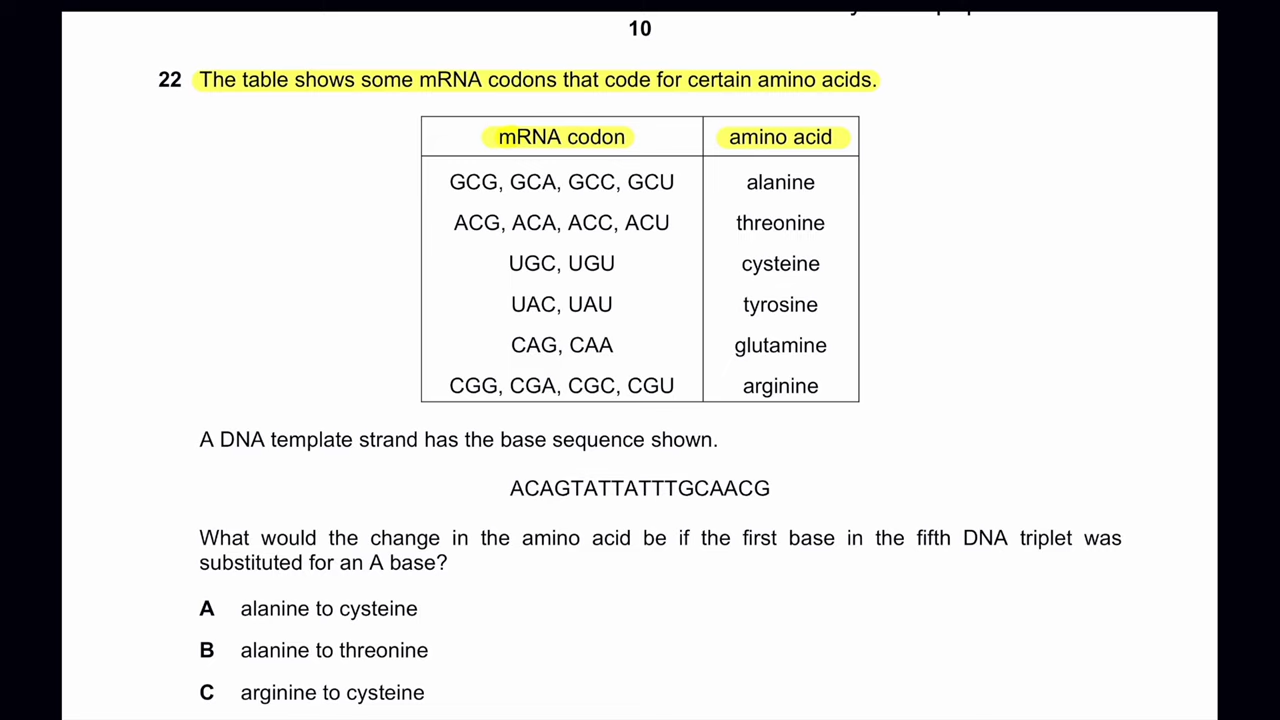 10
22 The table shows some mRNA codons that code for certain amino acids.
mRNA codon amino acid
GCG, GCA, GCC, GCU alanine
ACG, ACA, ACC, ACU threonine
UGC, UGU cysteine
UAC, UAU tyrosine
CAG, CAA glutamine
CGG, CGA, CGC, CGU arginine
A DNA template strand has the base sequence shown.
ACAGTATTATTTGCAACG
What would the change in the amino acid be if the first base in the fifth DNA triplet was
substituted for an A base?
A alanine to cysteine
B alanine to threonine
C arginine to cysteine